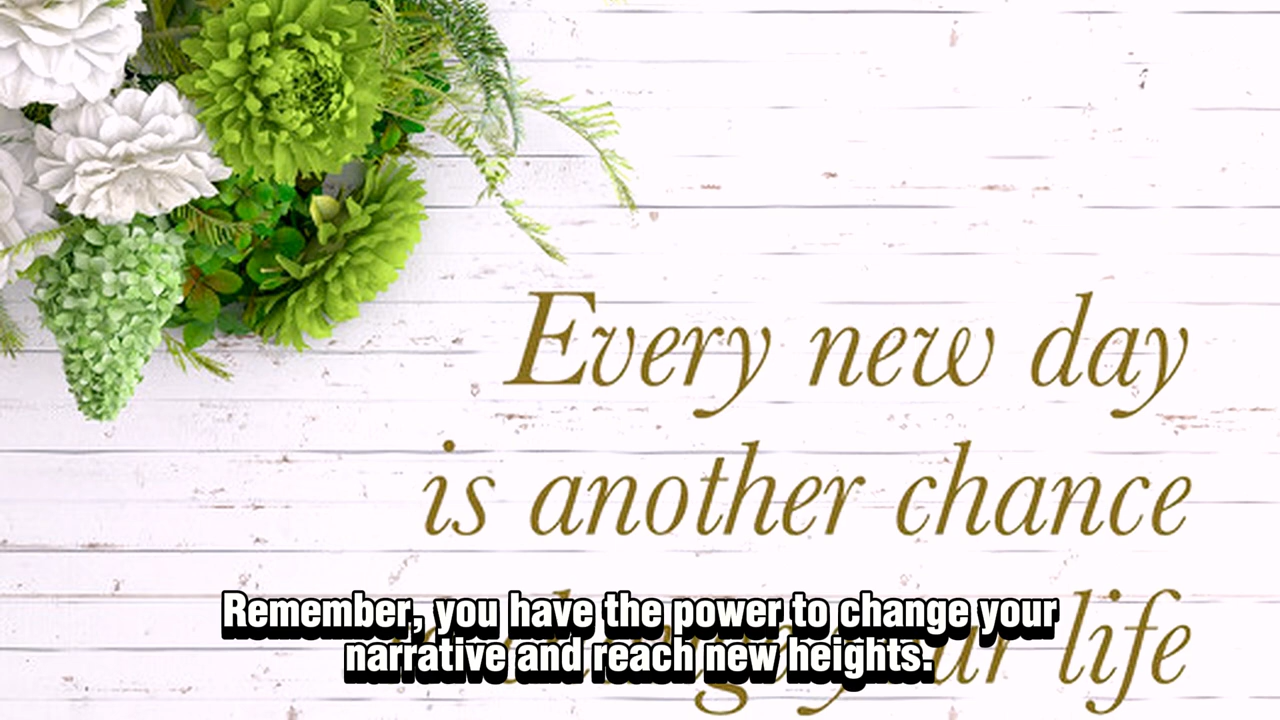 Every new day
is another chance
life
Remember, you have the power to change your
narrative and reach new heights.